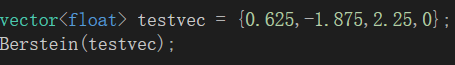 vector<float> testvec = {0.625,-1.875,2.25,0};
Berstein(testvec);